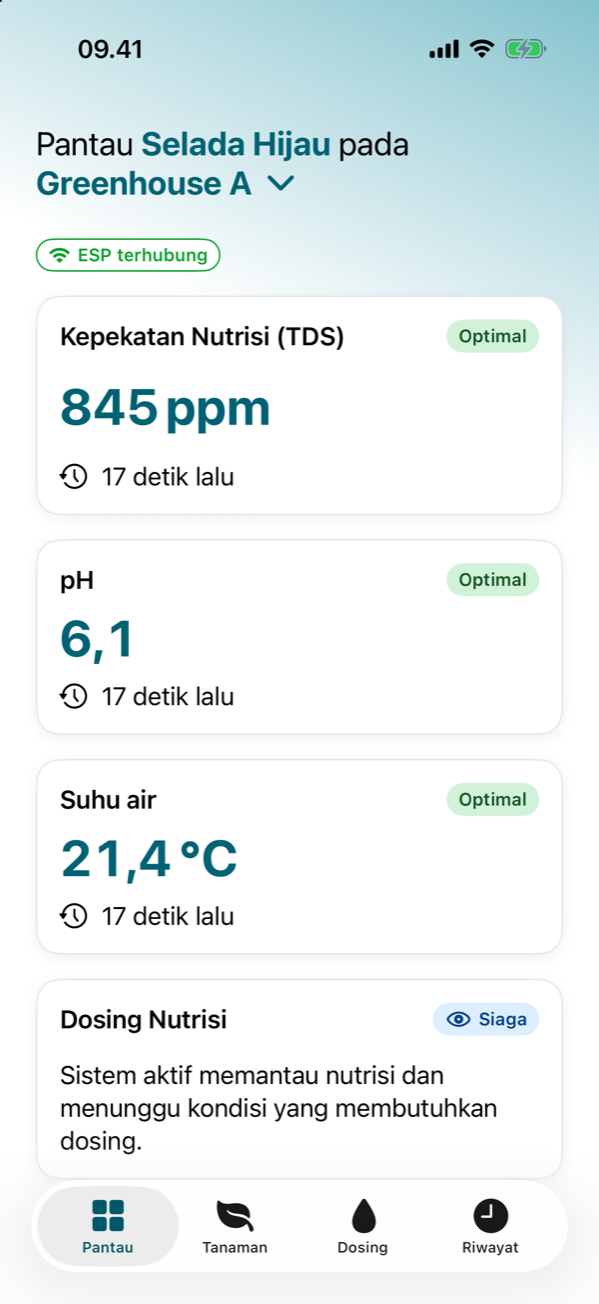 09.41
Pantau Selada Hijau pada
Greenhouse A
ESP terhubung
Kepekatan Nutrisi (TDS)
Optimal
845 ppm
17 detik lalu
pH
Optimal
6,1
17 detik lalu
Suhu air
Optimal
21,4 °C
17 detik lalu
Dosing Nutrisi
Siaga
Sistem aktif memantau nutrisi dan
menunggu kondisi yang membutuhkan
dosing.
Pantau
Tanaman
Dosing
Riwayat